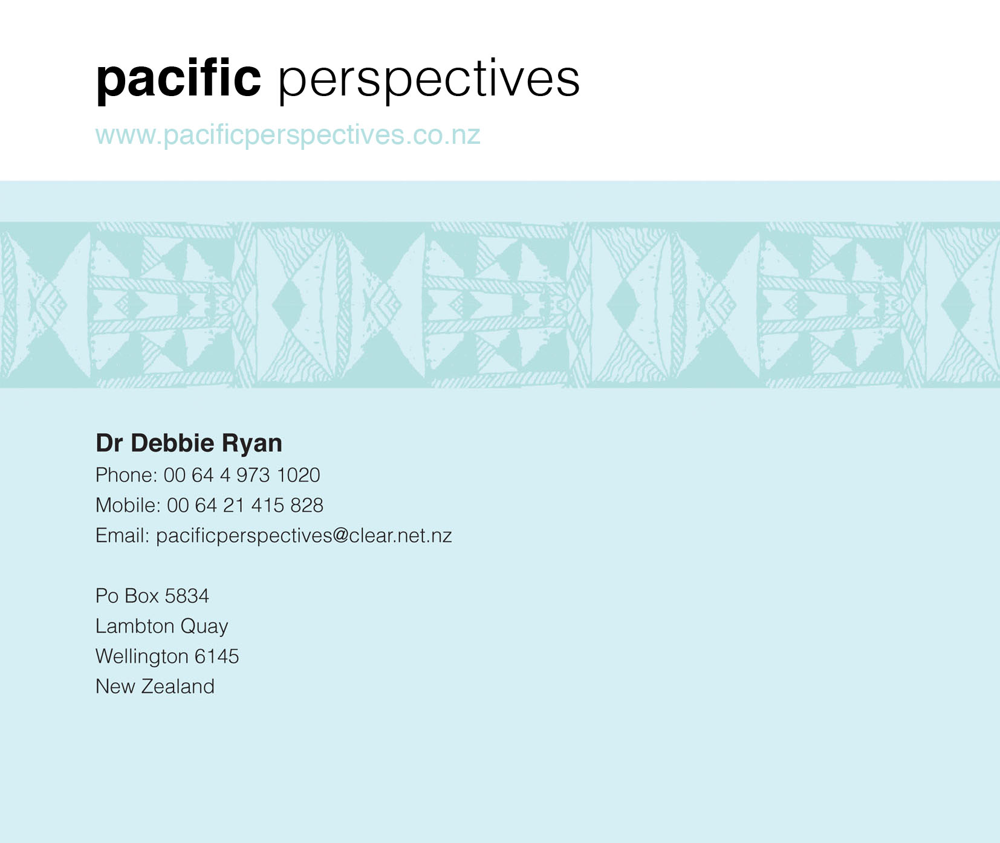 pacific perspectives
www.pacificperspectives.co.nz
Dr Debbie Ryan
Phone: 00 64 4 973 1020
Mobile: 00 64 21 415 828
Email: pacificperspectives@clear.net.nz
Po Box 5834
Lambton Quay
Wellington 6145
New Zealand